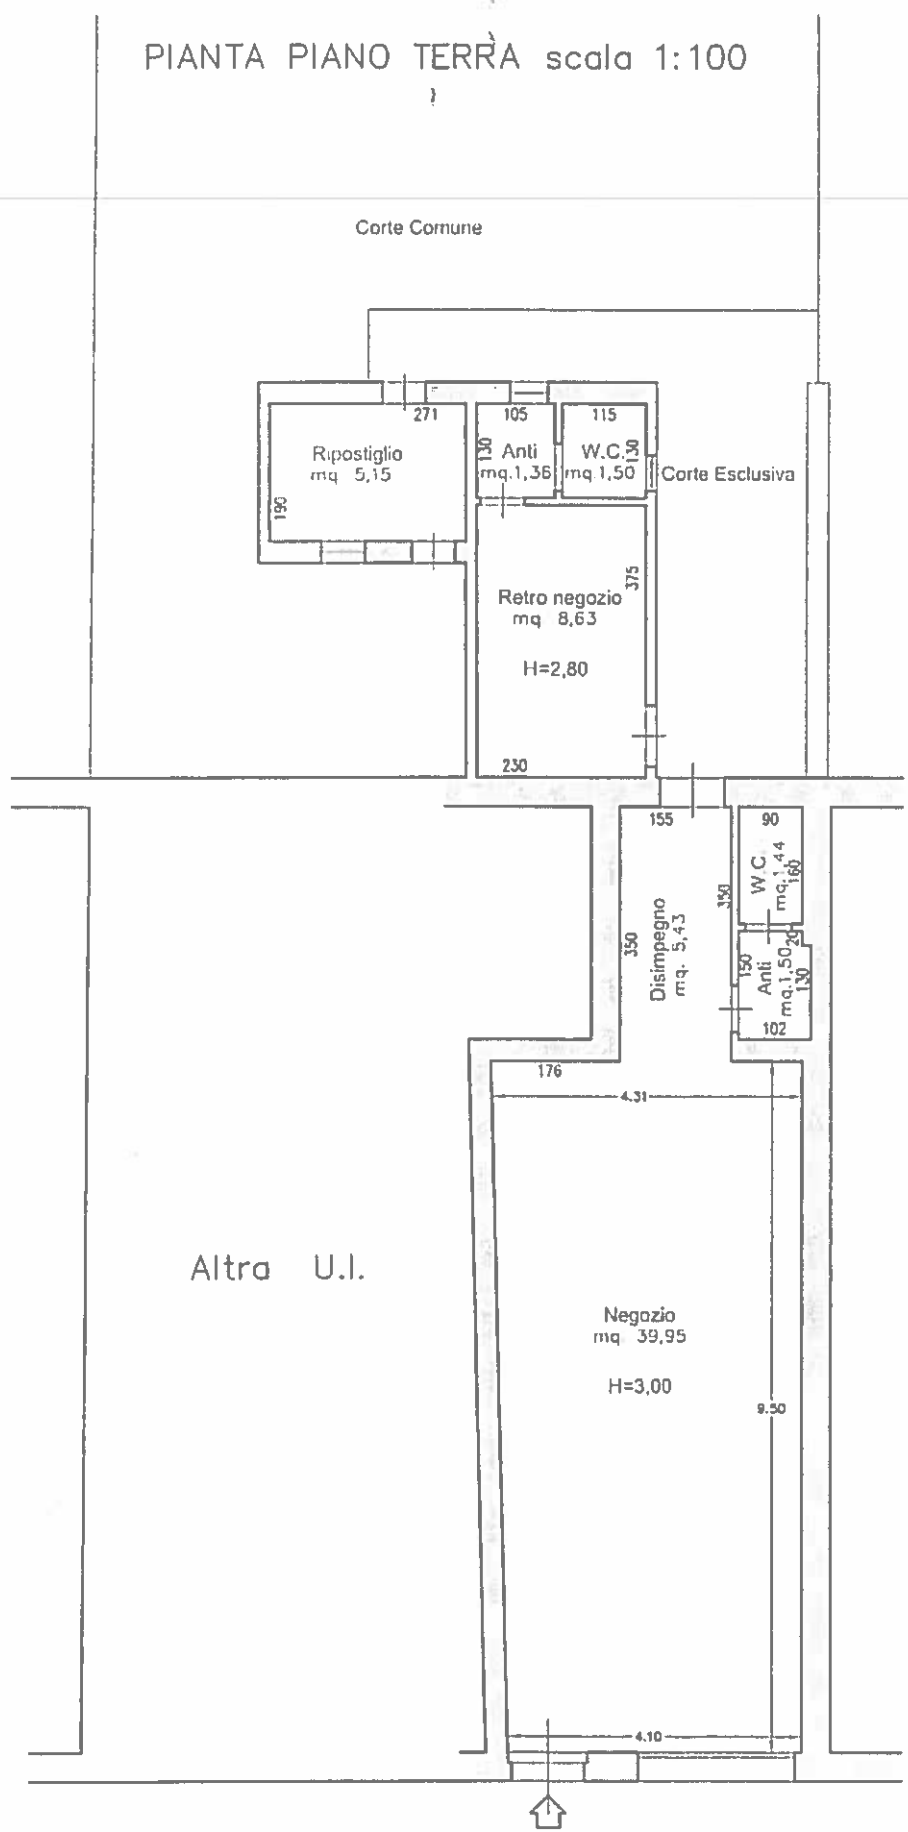 PIANTA PIANO TERRA scala 1:100
Corte Comune
271
105
115
Ripostiglio
mq 5,15
190
130
Anti
mq.1,36
W.C.
mq.1,50
130
Corte Esclusiva
Retro negozio
mq 8,63
375
H=2,80
230
155
90
W.C.
mq.1,44
160
350
Disimpegno
mq. 5,43
350
20
150
Anti
mq.1,50
130
102
176
4.31
Altra U.I.
Negozio
mq 39,95
H=3,00
9.50
4.10